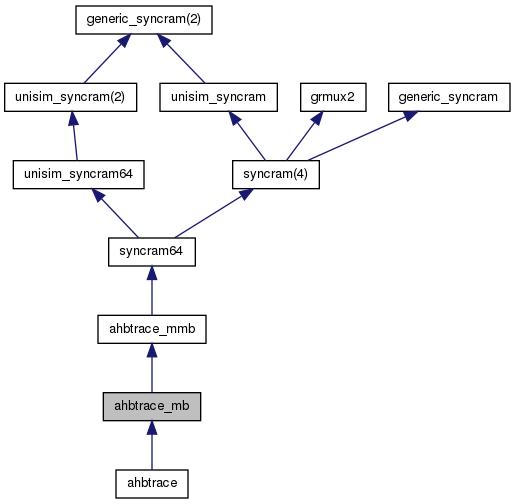 generic_syncram(2)
unisim_syncram(2)
unisim_syncram
grmux2
generic_syncram
unisim_syncram64
syncram(4)
syncram64
ahbtrace_mmb
ahbtrace_mb
ahbtrace